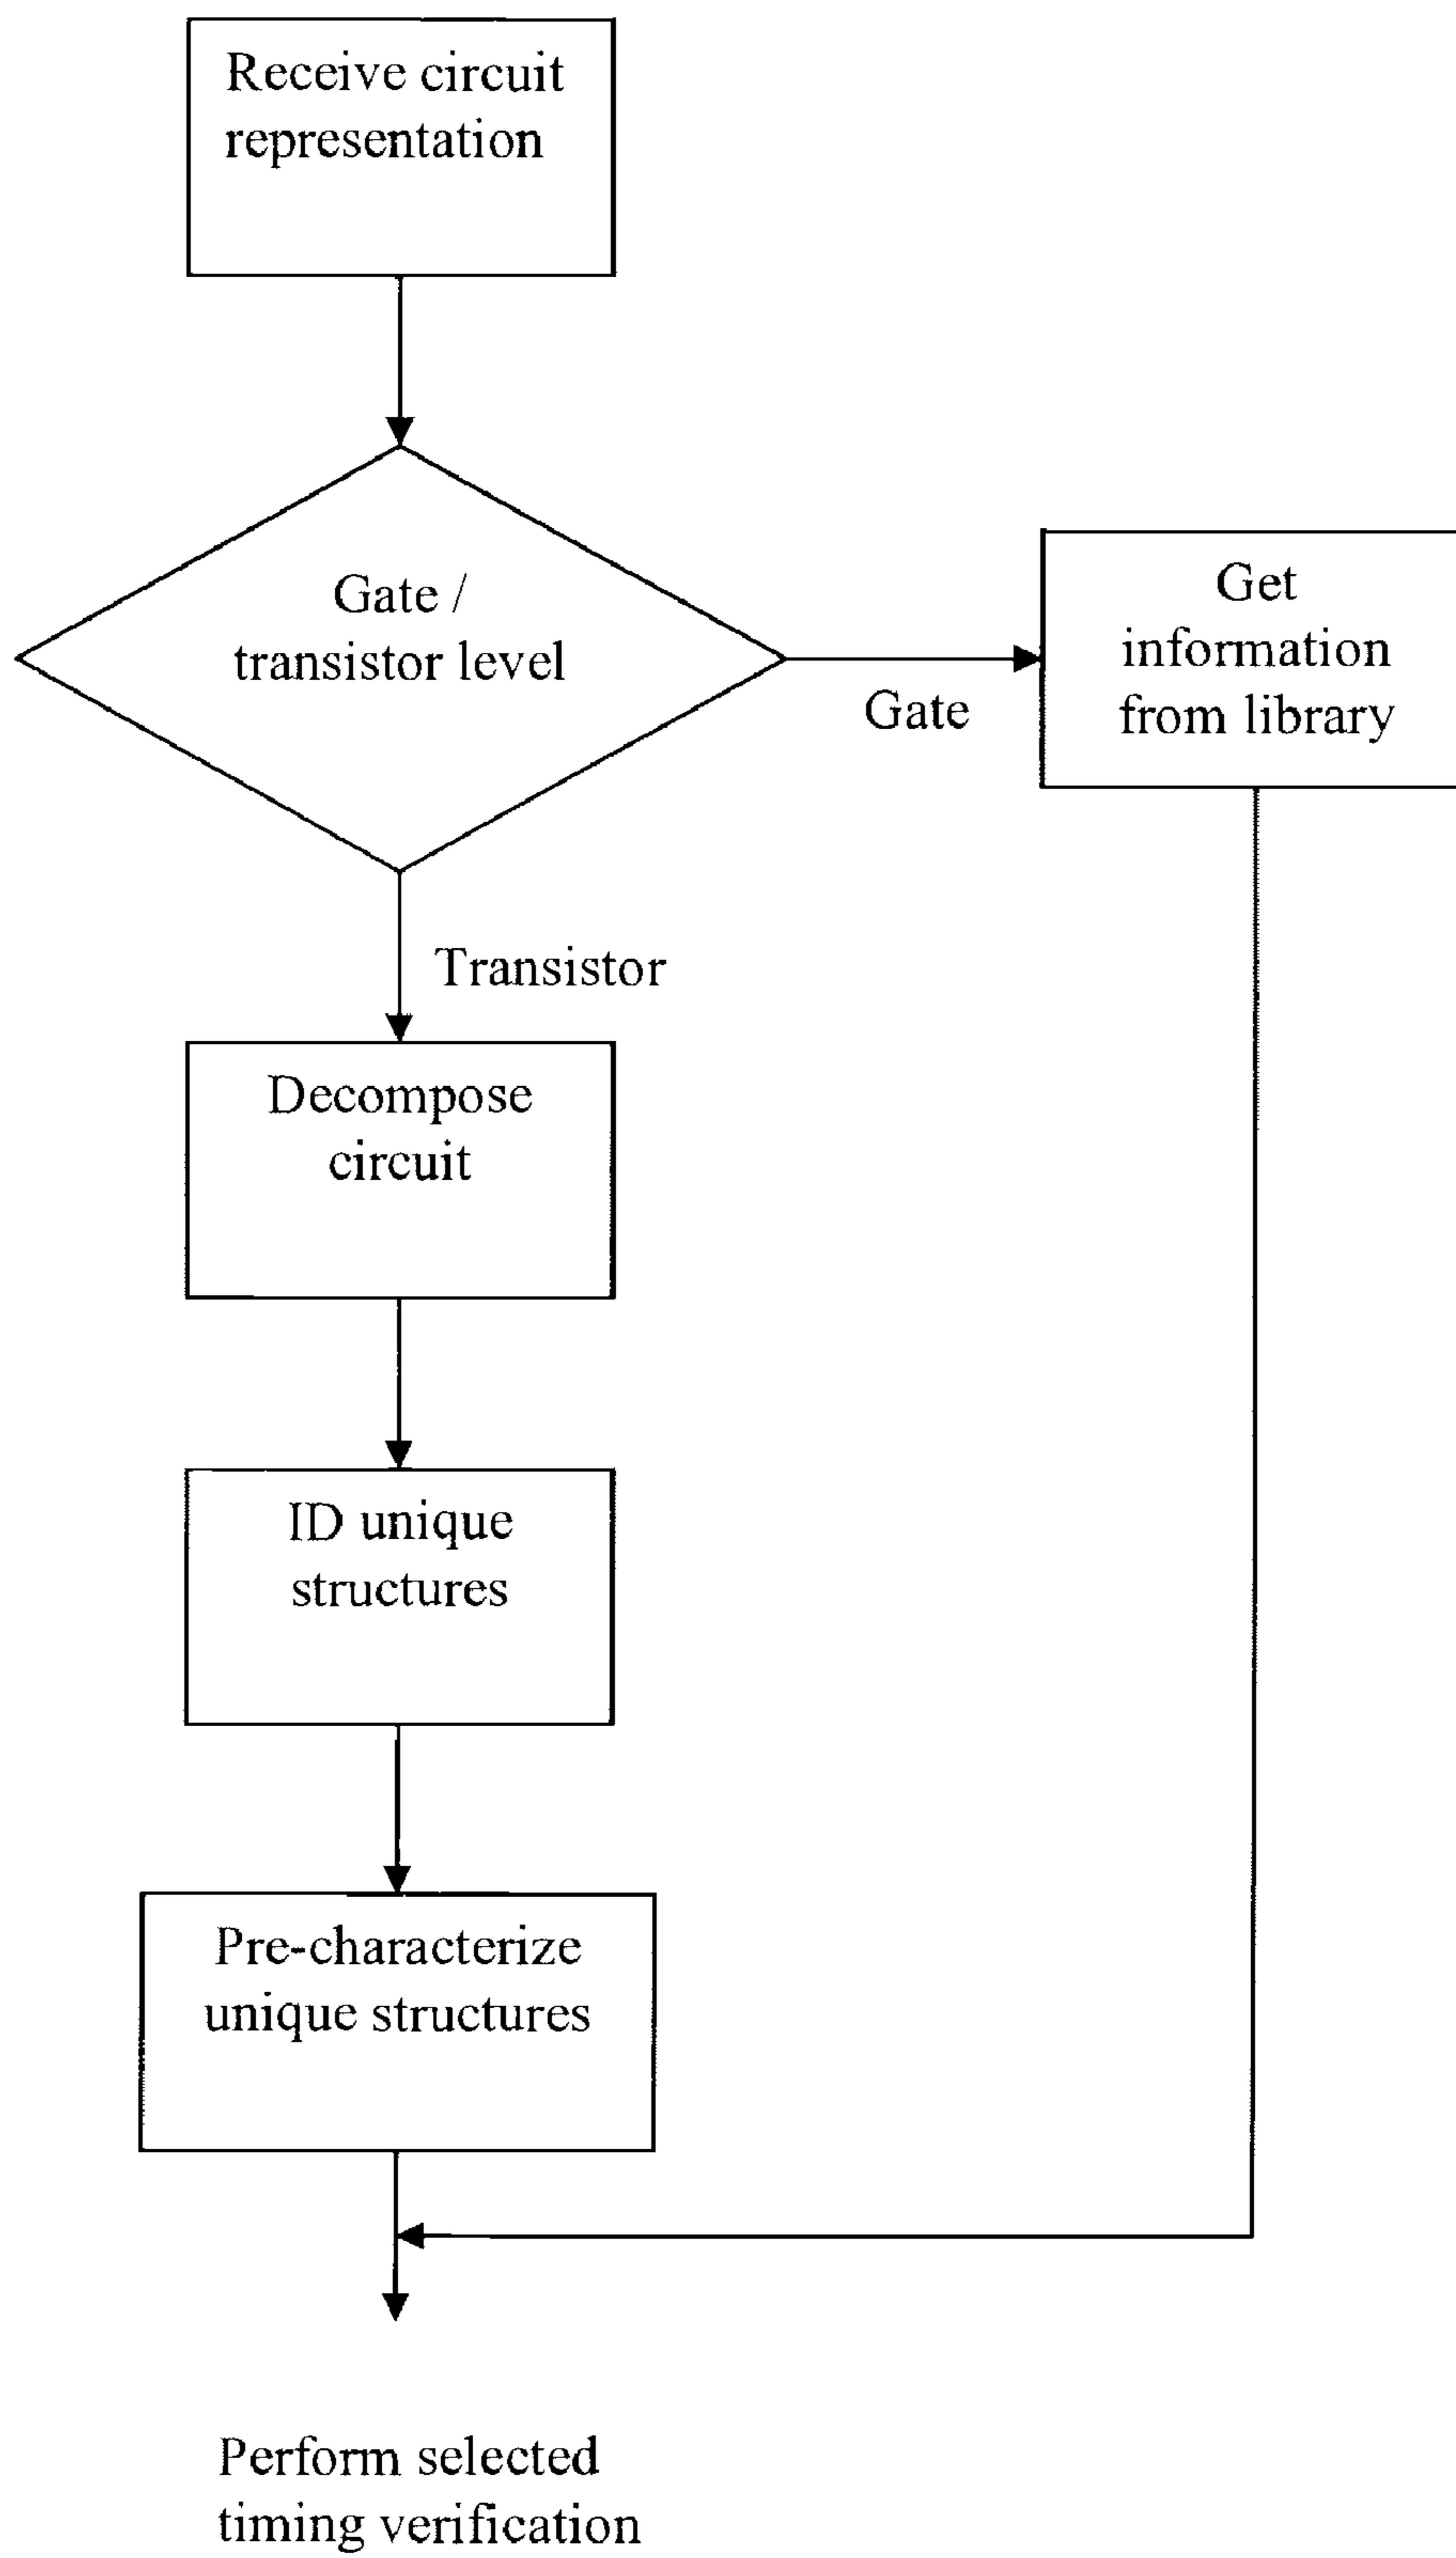 Receive circuit
representation
Gate /
transistor level
Gate
Get
information
from library
Transistor
Decompose
circuit
ID unique
structures
Pre-characterize
unique structures
Perform selected
timing verification